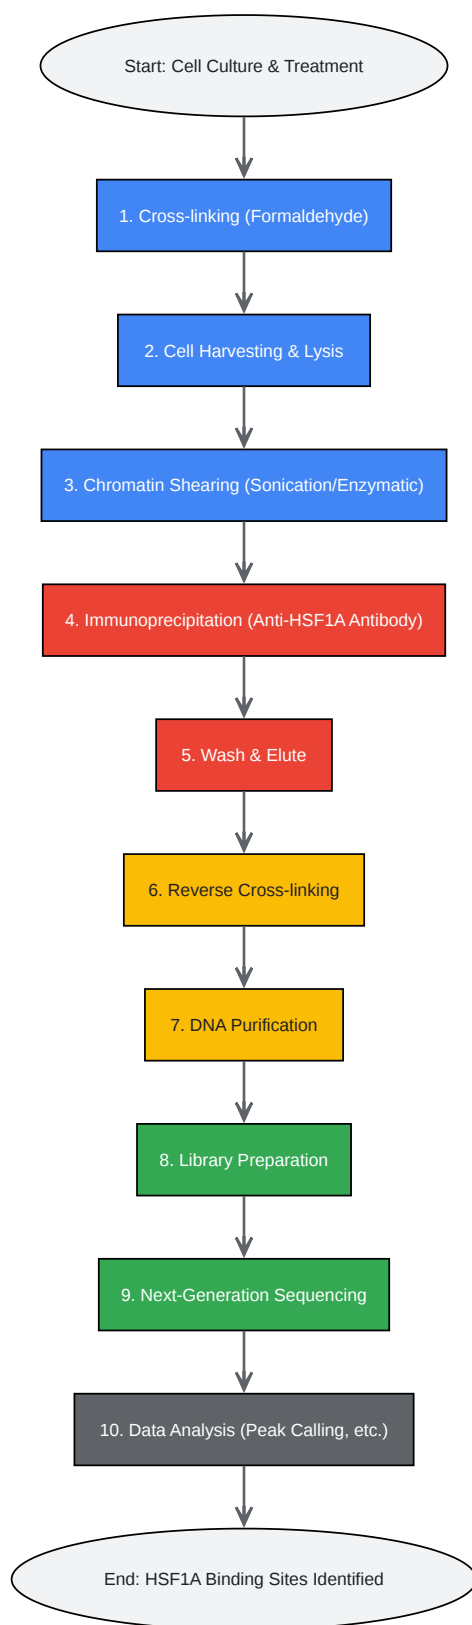 Start: Cell Culture & Treatment
1. Cross-linking (Formaldehyde)
2. Cell Harvesting & Lysis
3. Chromatin Shearing (Sonication/Enzymatic)
4. Immunoprecipitation (Anti-HSF1A Antibody)
5. Wash & Elute
6. Reverse Cross-linking
7. DNA Purification
8. Library Preparation
9. Next-Generation Sequencing
10. Data Analysis (Peak Calling, etc.)
End: HSF1A Binding Sites Identified